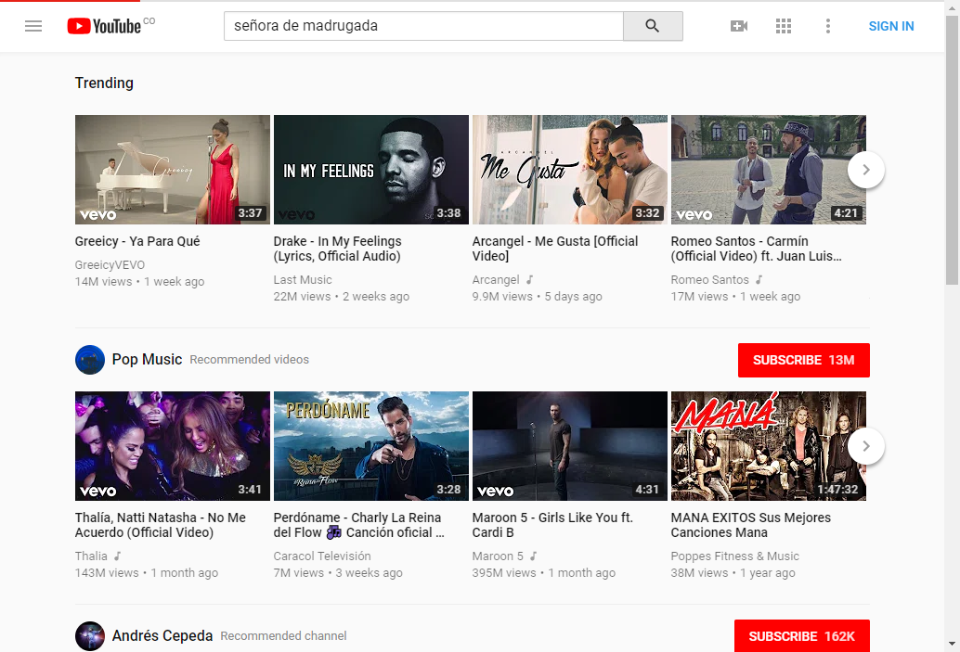 YouTube CO
señora de madrugada
SIGN IN
Trending
Greeicy
vevo
3:37
IN MY FEELINGS
vevo
3:38
ARCANGEL
Me Gusta
3:32
vevo
4:21
Greeicy - Ya Para Qué
GreeicyVEVO
14M views • 1 week ago
Drake - In My Feelings
(Lyrics, Official Audio)
Last Music
22M views • 2 weeks ago
Arcangel - Me Gusta [Official
Video]
Arcangel
9.9M views • 5 days ago
Romeo Santos - Carmín
(Official Video) ft. Juan Luis...
Romeo Santos
17M views • 1 week ago
Pop Music Recommended videos
SUBSCRIBE 13M
vevo
3:41
PERDÓNAME
La Reina del Flow
3:28
vevo
4:31
MANÁ
1:47:32
Thalía, Natti Natasha - No Me
Acuerdo (Official Video)
Thalia
143M views • 1 month ago
Perdóname - Charly La Reina
del Flow 🎶 Canción oficial ...
Caracol Televisión
7M views • 3 weeks ago
Maroon 5 - Girls Like You ft.
Cardi B
Maroon 5
395M views • 1 month ago
MANA EXITOS Sus Mejores
Canciones Mana
Poppes Fitness & Music
38M views • 1 year ago
Andrés Cepeda Recommended channel
SUBSCRIBE 162K